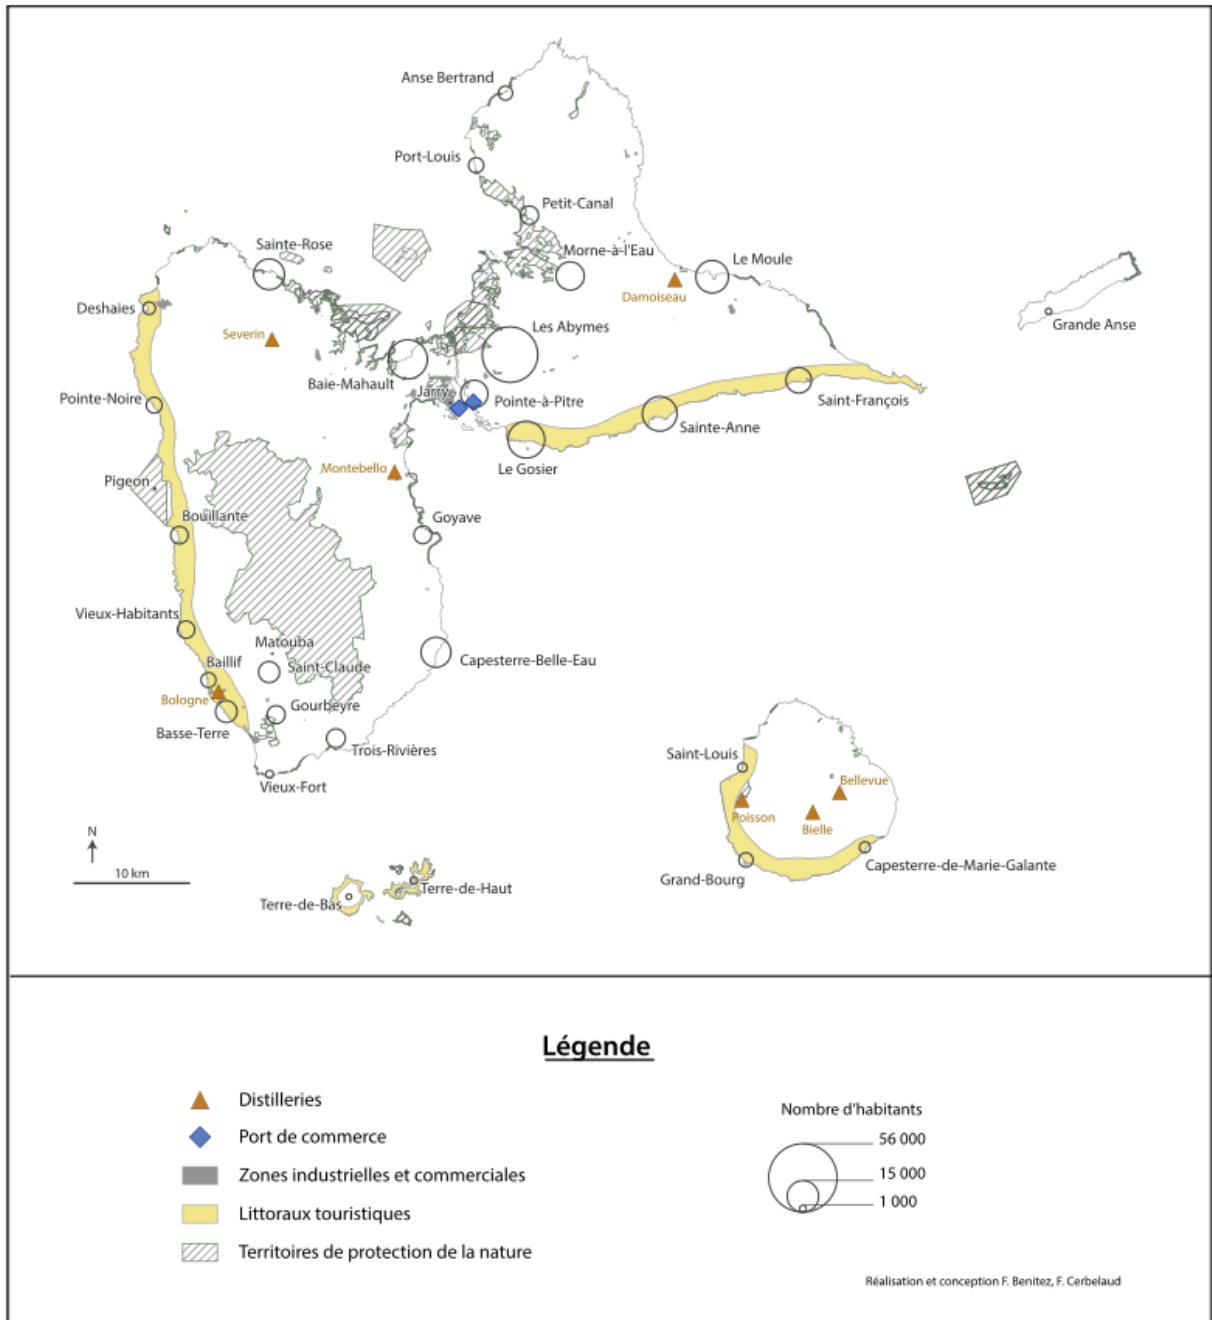 Anse Bertrand
Port-Louis
Petit-Canal
Sainte-Rose
Morne-à-l'Eau
Le Moule
Damoiseau
Deshaies
Grande Anse
Severin
Les Abymes
Baie-Mahault
Jarry
Pointe-Noire
Pointe-à-Pitre
Saint-François
Sainte-Anne
Le Gosier
Montebello
Pigeon
Bouillante
Goyave
Vieux-Habitants
Matouba
Baillif
Saint-Claude
Capesterre-Belle-Eau
Bologne
Gourbeyre
Basse-Terre
Trois-Rivières
Saint-Louis
Vieux-Fort
Bellevue
Poisson
Bielle
N
10 km
Capesterre-de-Marie-Galante
Grand-Bourg
Terre-de-Haut
Terre-de-Bas
Légende
Distilleries
Port de commerce
Zones industrielles et commerciales
Littoraux touristiques
Territoires de protection de la nature
Nombre d'habitants
56 000
15 000
1 000
Réalisation et conception F. Benitez, F. Cerbelaud